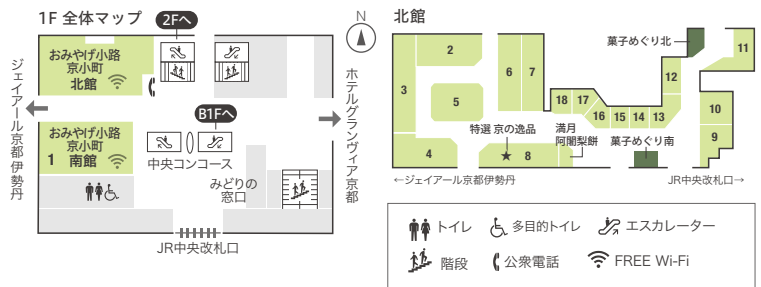 1F 全体マップ
2Fへ
N
おみやげ小路
京小町
北館
B1Fへ
おみやげ小路
京小町
1 南館
中央コンコース
みどりの
窓口
ジェイアール京都伊勢丹
ホテルグランヴィア京都
JR中央改札口
北館
菓子めぐり北
11
2
3
6
7
12
5
18
17
16
15
14
13
10
特選 京の逸品
満月
阿闍梨餅
菓子めぐり南
9
4
★
8
←ジェイアール京都伊勢丹
JR中央改札口→
トイレ
多目的トイレ
エスカレーター
階段
公衆電話
FREE Wi-Fi